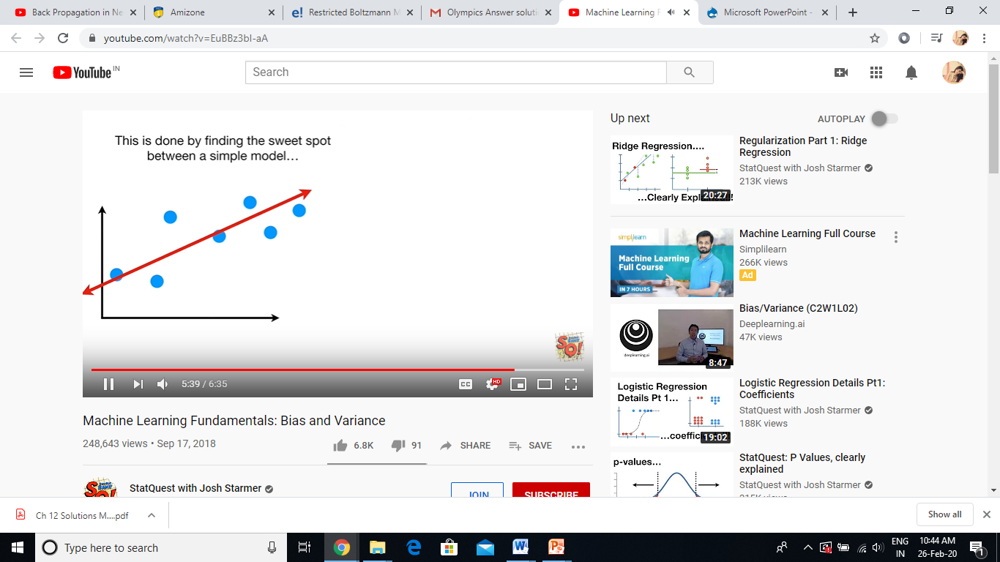 Back Propagation in Ne
Amizone
Restricted Boltzmann M
Olympics Answer soluti
Machine Learning F
Microsoft PowerPoint -
youtube.com/watch?v=EuBBz3bI-aA
YouTube IN
Search
This is done by finding the sweet spot
between a simple model…
5:39 / 6:35
CC
HD
Machine Learning Fundamentals: Bias and Variance
248,643 views • Sep 17, 2018
6.8K
91
SHARE
SAVE
StatQuest with Josh Starmer
JOIN
SUBSCRIBE
Up next
AUTOPLAY
Ridge Regression….
…Clearly Expl
20:27
Regularization Part 1: Ridge
Regression
StatQuest with Josh Starmer
213K views
simplilearn
Machine Learning
Full Course
IN 7 HOURS
Machine Learning Full Course
Simplilearn
266K views
Ad
deeplearning.ai
8:47
Bias/Variance (C2W1L02)
Deeplearning.ai
47K views
Logistic Regression
Details Pt 1…
…coeffic
19:02
Logistic Regression Details Pt1:
Coefficients
StatQuest with Josh Starmer
188K views
p-values…
StatQuest: P Values, clearly
explained
StatQuest with Josh Starmer
Ch 12 Solutions M....pdf
Show all
Type here to search
ENG
IN
10:44 AM
26-Feb-20
1